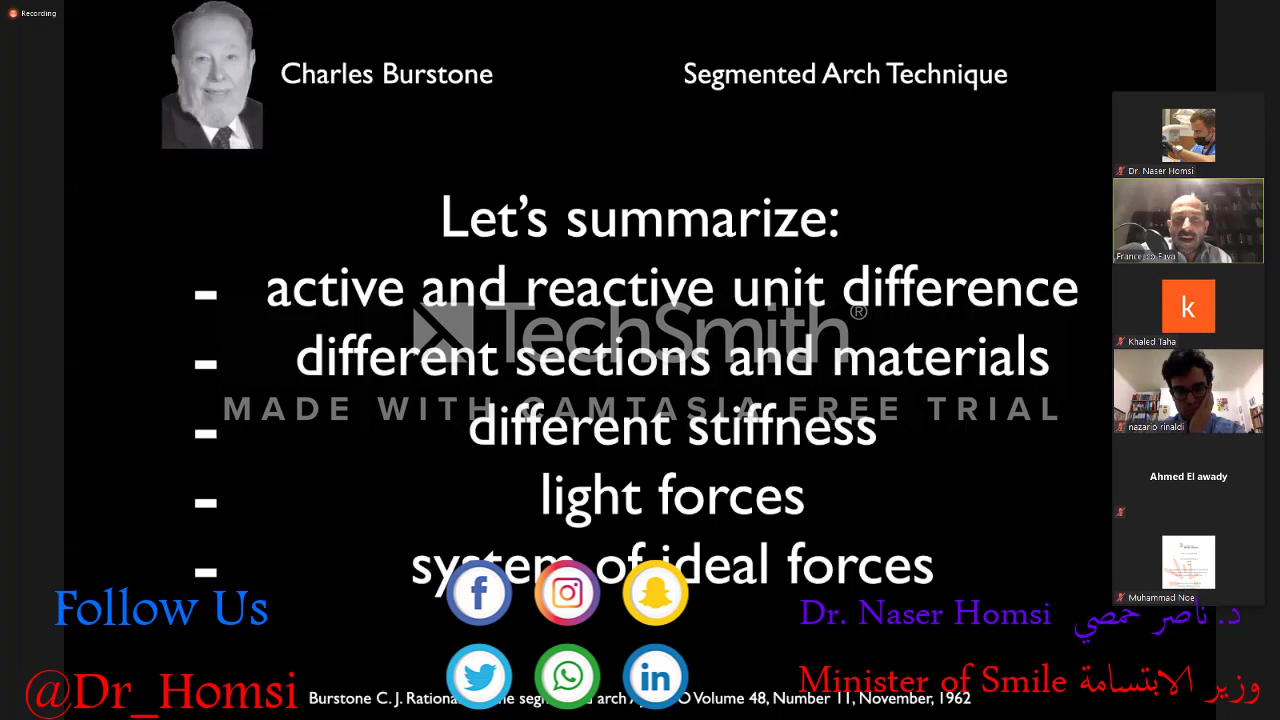 Recording
Charles Burstone
Segmented Arch Technique
Let's summarize:
- active and reactive unit difference
- different sections and materials
- different stiffness
- light forces
- system of ideal forces
TechSmith®
MADE WITH CAMTASIA FREE TRIAL
Dr. Naser Homsi
Francesco Fava
k
Khaled Taha
nazario rinaldi
Ahmed El awady
Muhammad Noe
Follow Us
Dr. Naser Homsi د. ناصر حمصي
@Dr_Homsi
Minister of Smile وزير الابتسامة
Burstone C. J. Rational the segm arch O Volume 48, Number 11, November, 1962